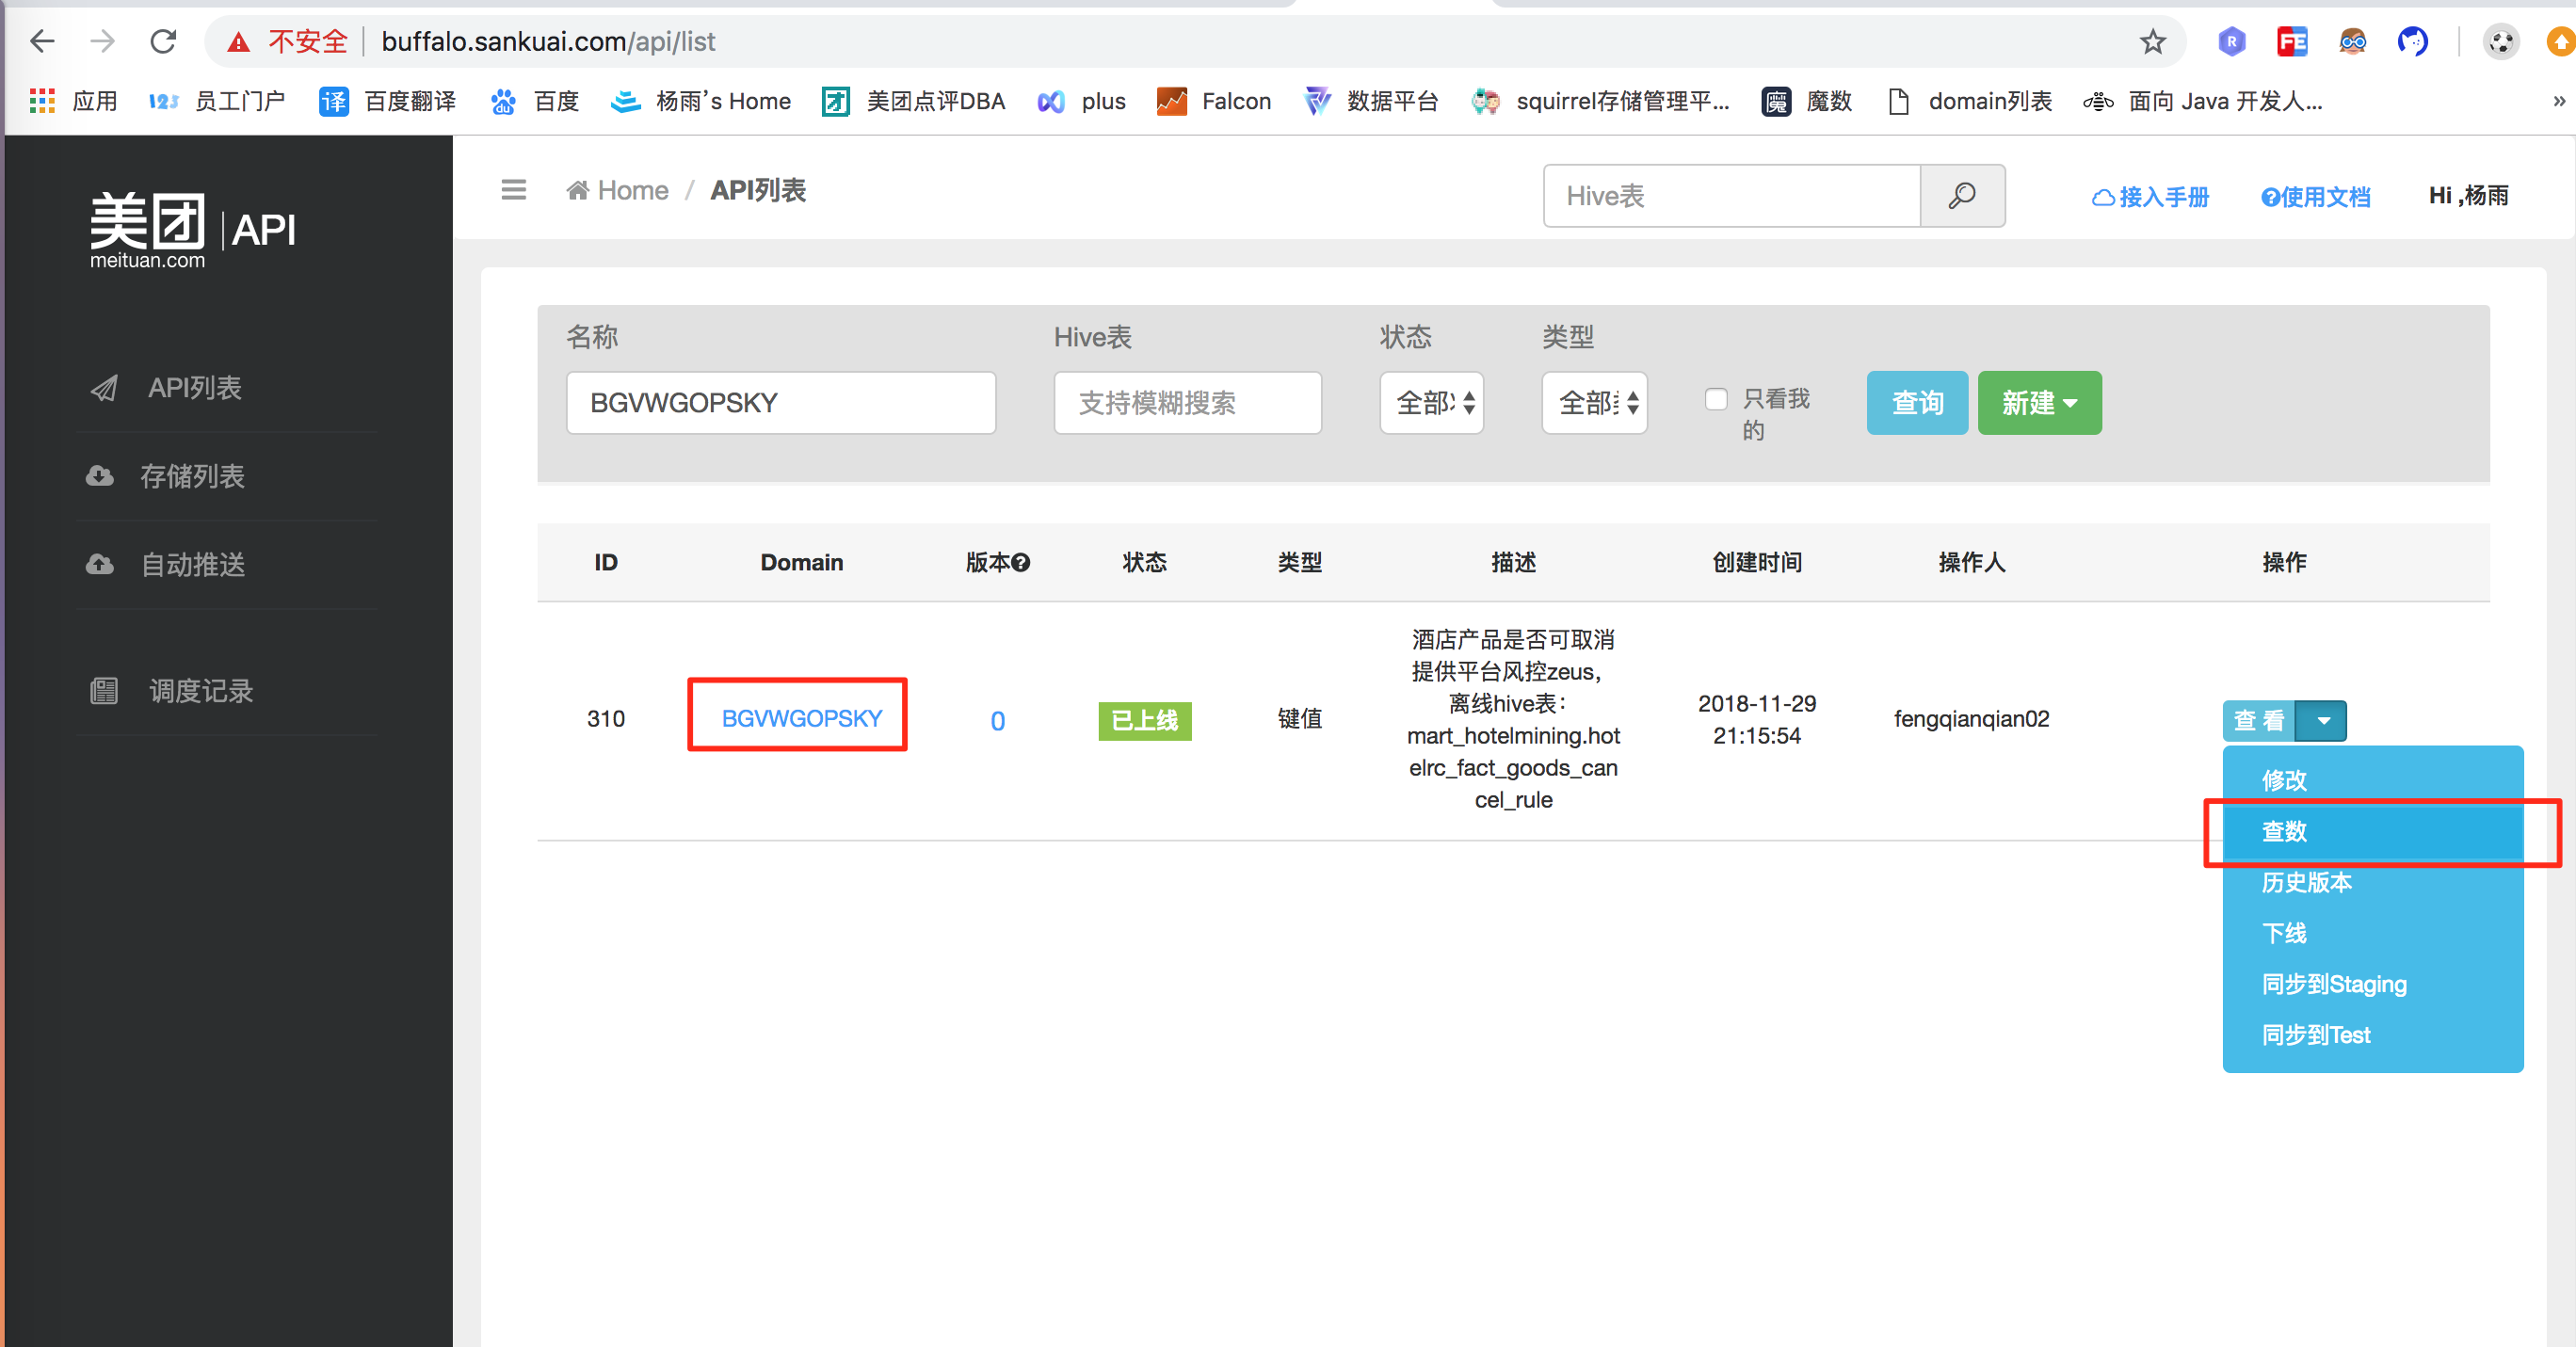 不安全 buffalo.sankuai.com/api/list
应用 员工门户 百度翻译 百度 杨雨's Home 美团点评DBA plus Falcon 数据平台 squirrel存储管理平... 魔数 domain列表 面向 Java 开发人... »
美团 API
meituan.com
API列表
存储列表
自动推送
调度记录
Home / API列表
Hive表
接入手册 使用文档 Hi ,杨雨
名称 Hive表 状态 类型
BGVWGOPSKY 支持模糊搜索 全部 全部 只看我
的
查询 新建
ID Domain 版本 状态 类型 描述 创建时间 操作人 操作
310 BGVWGOPSKY 0 已上线 键值
酒店产品是否可取消
提供平台风控zeus，
离线hive表：
mart_hotelmining.hot
elrc_fact_goods_can
cel_rule
2018-11-29
21:15:54
fengqianqian02
查 看
修改
查数
历史版本
下线
同步到Staging
同步到Test